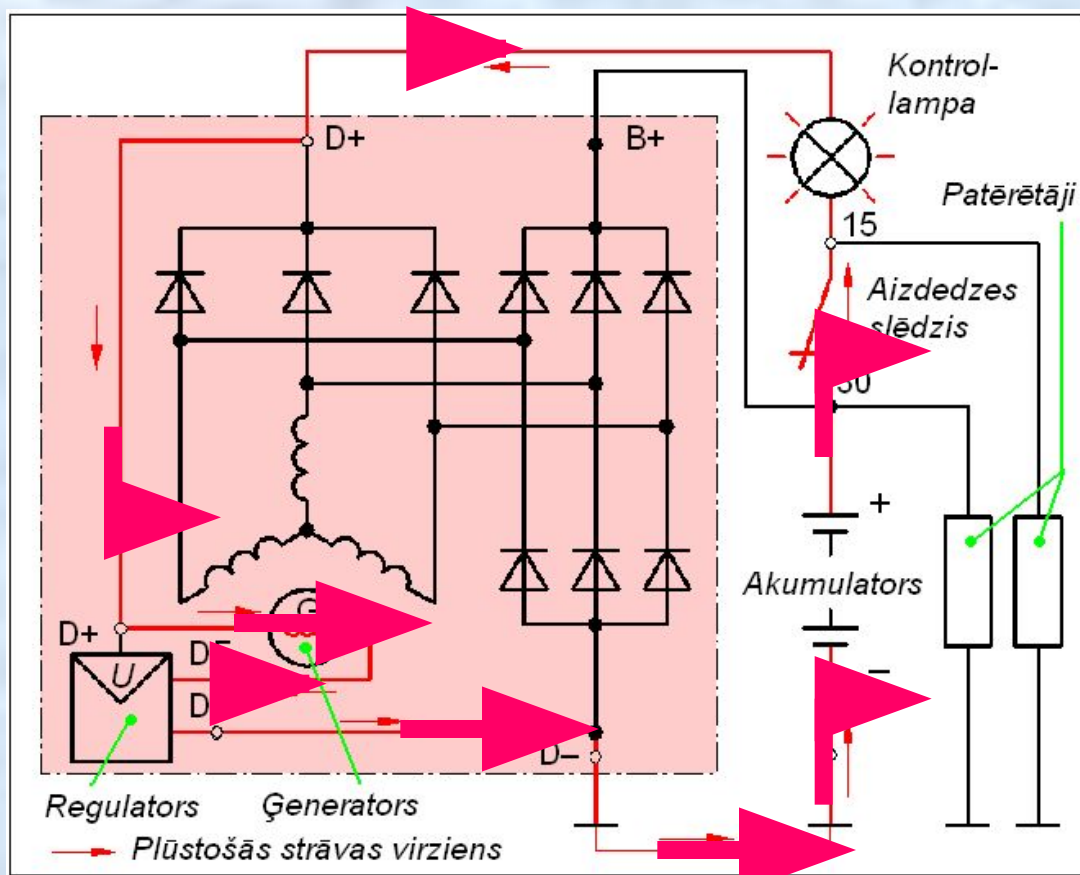 Kontrol-
lampa
D+
B+
Patērētāji
15
Aizdedzes
slēdzis
30
+
Akumulators
G
D+
U
D
–
D–
Regulators
Ģenerators
Plūstošās strāvas virziens